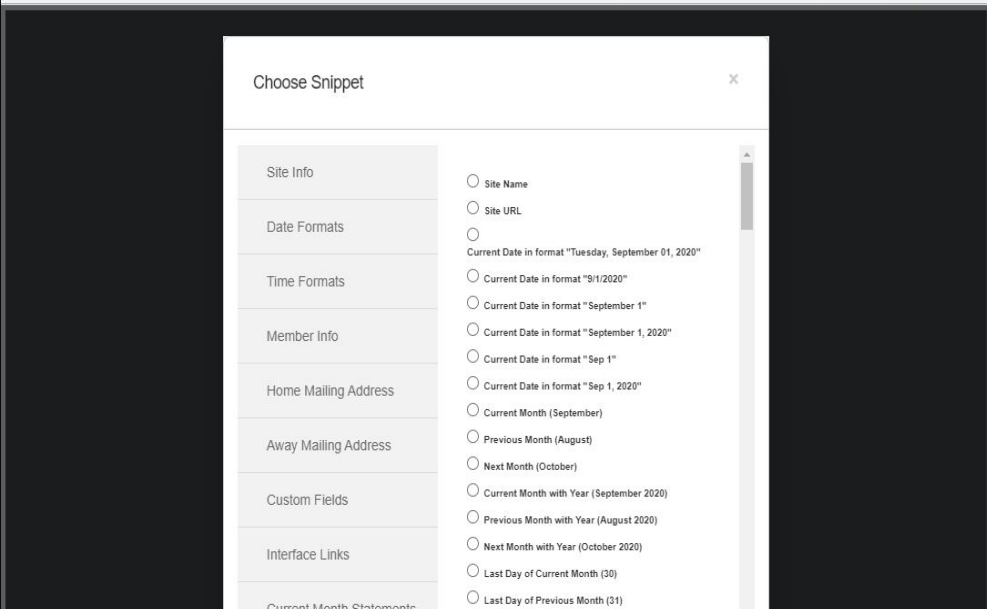 Choose Snippet
×
Site Info
Date Formats
Time Formats
Member Info
Home Mailing Address
Away Mailing Address
Custom Fields
Interface Links
Current Month Statements
Site Name
Site URL
Current Date in format "Tuesday, September 01, 2020"
Current Date in format "9/1/2020"
Current Date in format "September 1"
Current Date in format "September 1, 2020"
Current Date in format "Sep 1"
Current Date in format "Sep 1, 2020"
Current Month (September)
Previous Month (August)
Next Month (October)
Current Month with Year (September 2020)
Previous Month with Year (August 2020)
Next Month with Year (October 2020)
Last Day of Current Month (30)
Last Day of Previous Month (31)